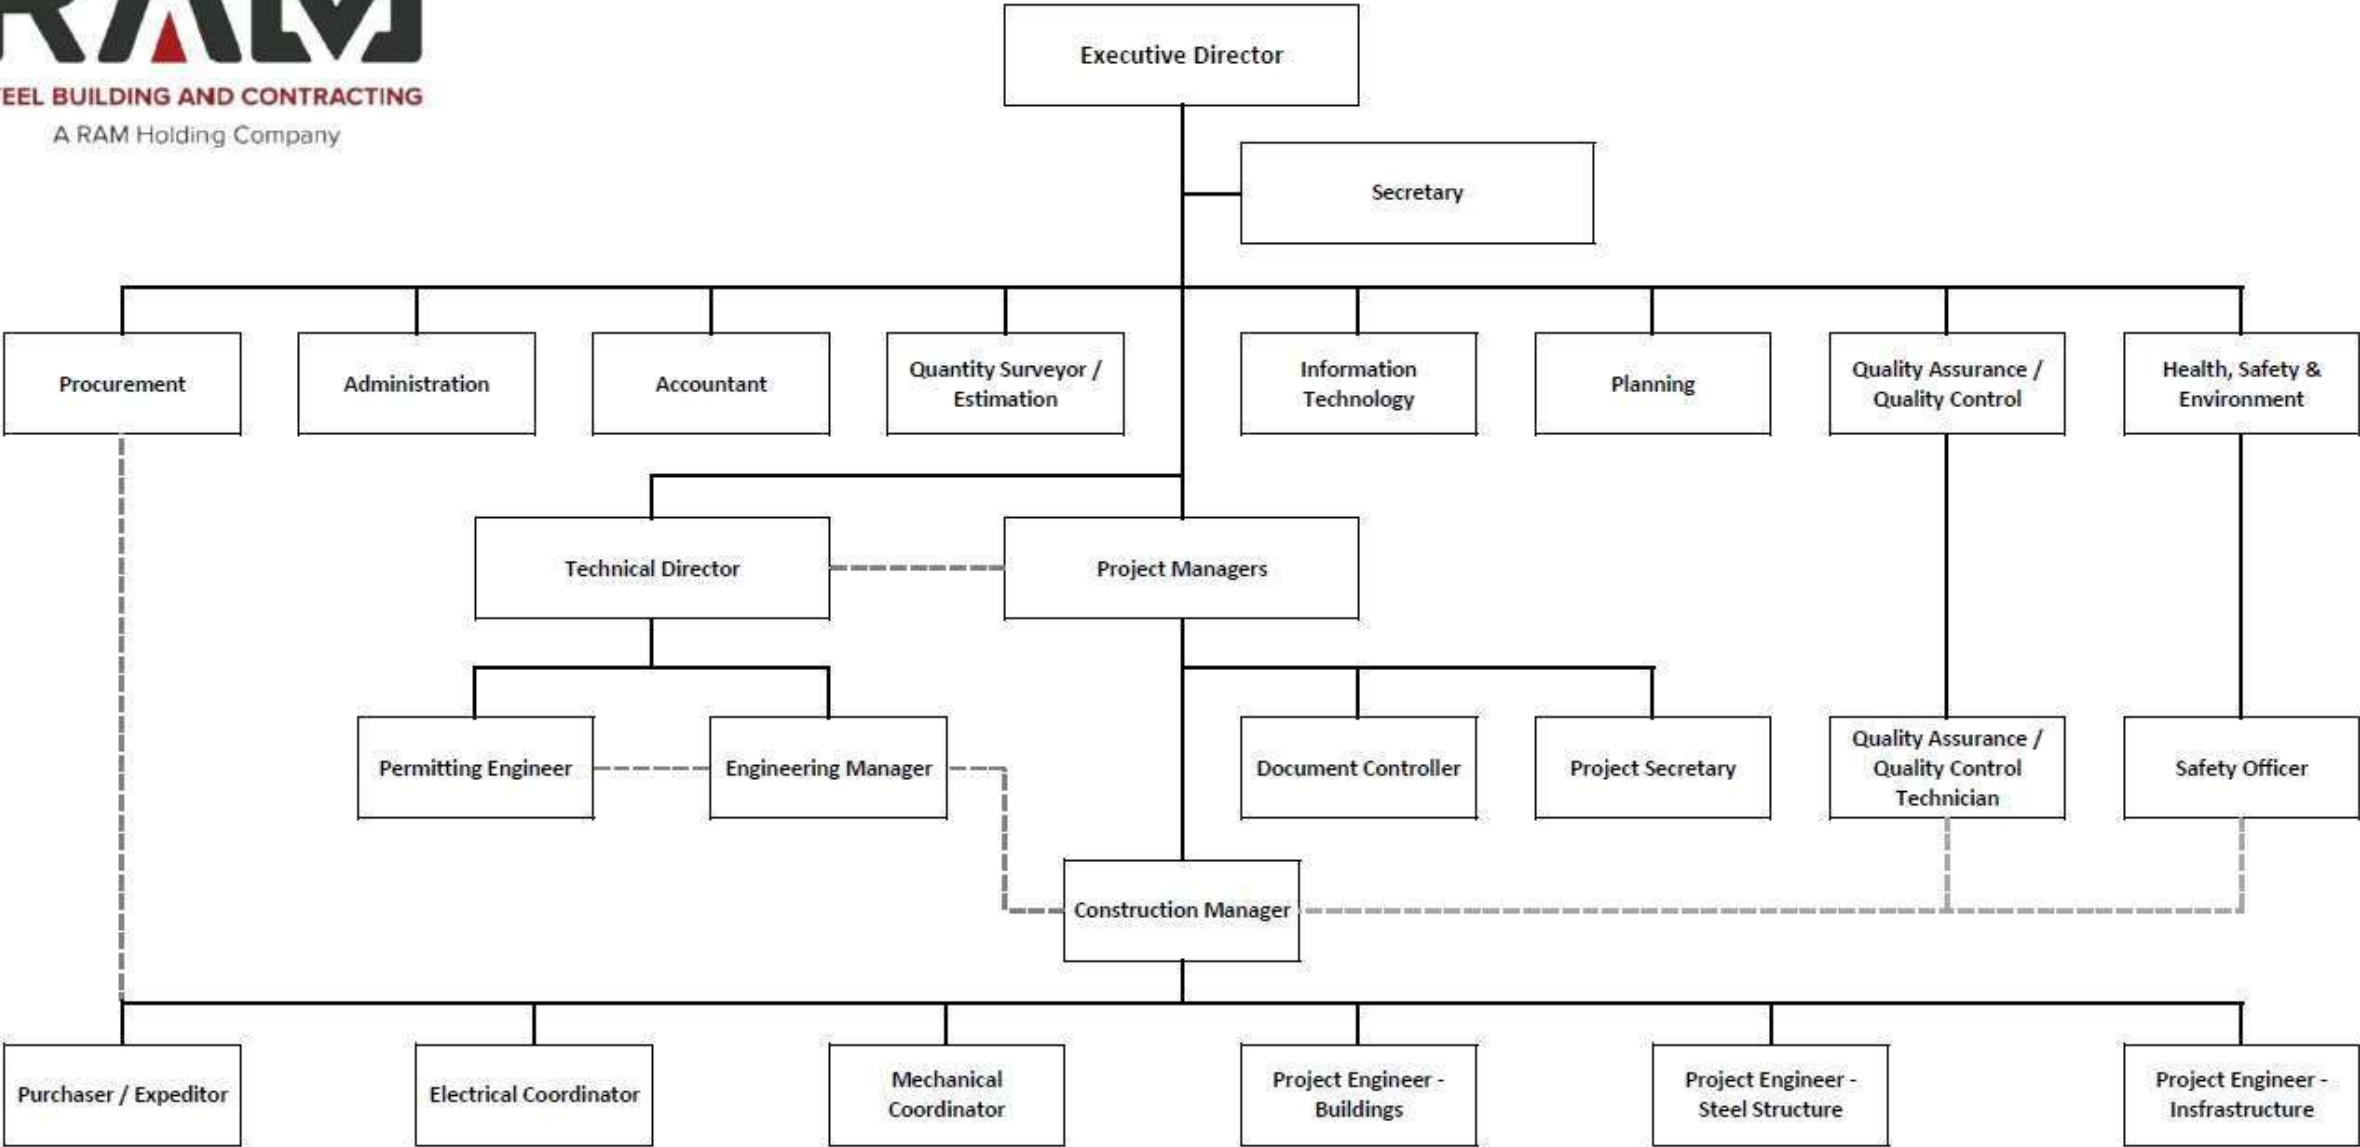 RAM
EEL BUILDING AND CONTRACTING
A RAM Holding Company
Executive Director
Secretary
Procurement
Administration
Accountant
Quantity Surveyor /
Estimation
Information
Technology
Planning
Quality Assurance /
Quality Control
Health, Safety &
Environment
Technical Director
Project Managers
Permitting Engineer
Engineering Manager
Document Controller
Project Secretary
Quality Assurance /
Quality Control
Technician
Safety Officer
Construction Manager
Purchaser / Expeditor
Electrical Coordinator
Mechanical
Coordinator
Project Engineer -
Buildings
Project Engineer -
Steel Structure
Project Engineer -
Insfrastructure